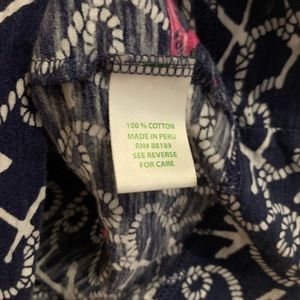 100 % COTTON
MADE IN PERU
RN# 88189
SEE REVERSE
FOR CARE